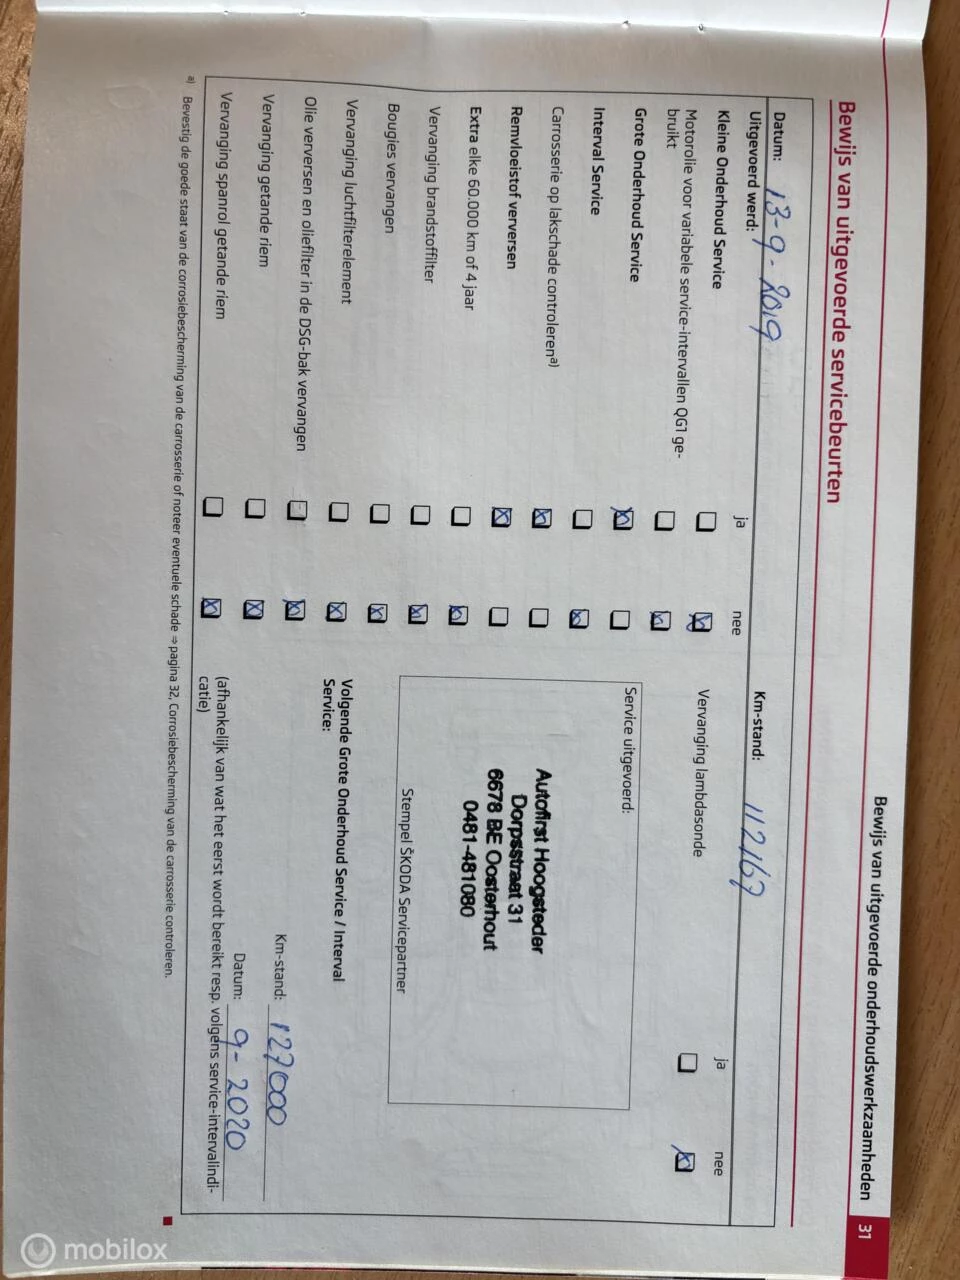 Bewijs van uitgevoerde onderhoudswerkzaamheden 31
Bewijs van uitgevoerde servicebeurten
Datum: 13-9-2019 Km-stand: 112167
Uitgevoerd werd: ja nee ja nee
Kleine Onderhoud Service
Motorolie voor variabele service-intervallen QG1 ge-
bruikt
Grote Onderhoud Service
Interval Service
Carrosserie op lakschade controlerena)
Remvloeistof verversen
Extra elke 60.000 km of 4 jaar
Vervanging brandstoffilter
Bougies vervangen
Vervanging luchtfilterelement
Olie verversen en oliefilter in de DSG-bak vervangen
Vervanging getande riem
Vervanging spanrol getande riem
Vervanging lambdasonde
Service uitgevoerd:
Autofirst Hoogsteder
Dorpsstraat 31
6678 BE Oosterhout
0481-481080
Stempel ŠKODA Servicepartner
Volgende Grote Onderhoud Service / Interval
Service:
Km-stand: 127000
Datum: 9-2020
(afhankelijk van wat het eerst wordt bereikt resp. volgens service-intervalindi-
catie)
a) Bevestig de goede staat van de corrosiebescherming van de carrosserie of noteer eventuele schade ⇒ pagina 32, Corrosiebescherming van de carrosserie controleren.
mobilox